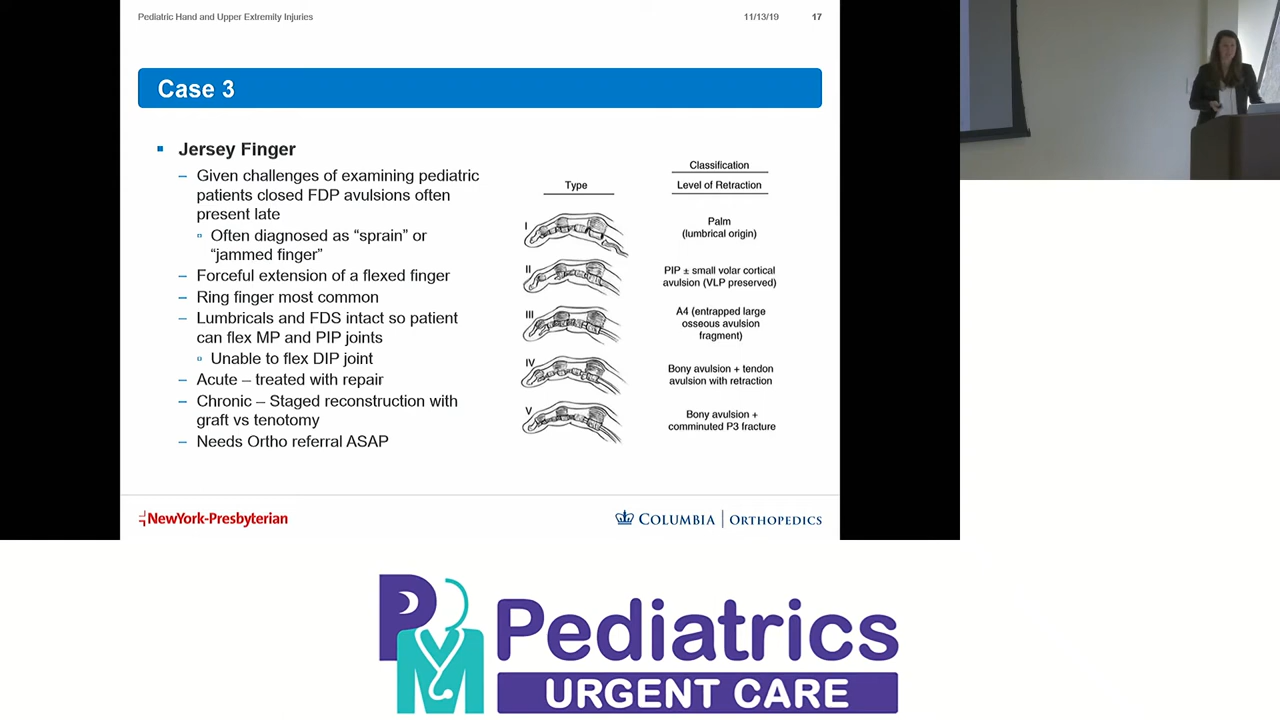 Pediatric Hand and Upper Extremity Injuries
11/13/19
17
Case 3
▪ Jersey Finger
– Given challenges of examining pediatric
patients closed FDP avulsions often
present late
▫ Often diagnosed as “sprain” or
“jammed finger”
– Forceful extension of a flexed finger
– Ring finger most common
– Lumbricals and FDS intact so patient
can flex MP and PIP joints
▫ Unable to flex DIP joint
– Acute – treated with repair
– Chronic – Staged reconstruction with
graft vs tenotomy
– Needs Ortho referral ASAP
Classification
Type
Level of Retraction
I
Palm
(lumbrical origin)
II
PIP ± small volar cortical
avulsion (VLP preserved)
III
A4 (entrapped large
osseous avulsion
fragment)
IV
Bony avulsion + tendon
avulsion with retraction
V
Bony avulsion +
comminuted P3 fracture
NewYork-Presbyterian
COLUMBIA | ORTHOPEDICS
PM
Pediatrics
URGENT CARE